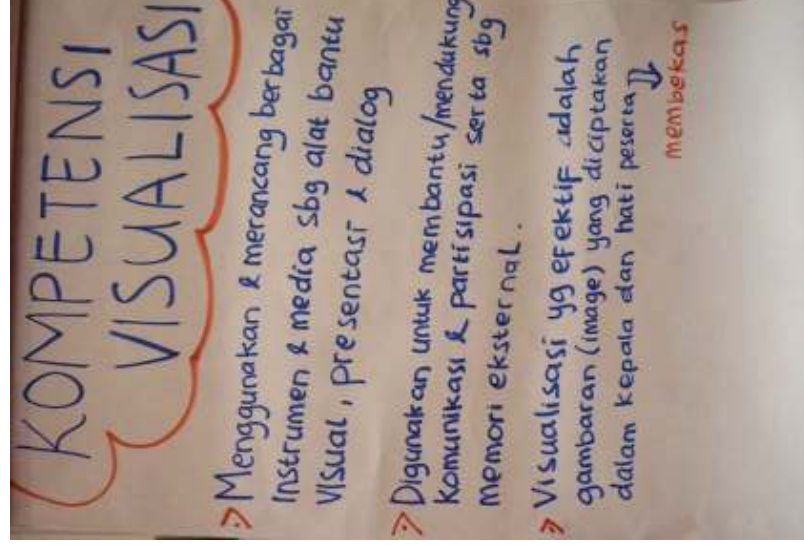 KOMPETENSI
VISUALISASI
Menggunakan & merancang berbagai
instrumen & media sbg alat bantu
visual, presentasi & dialog
Digunakan untuk membantu/mendukung
komunikasi & partisipasi serta sbg
memori eksternal.
Visualisasi yg efektif adalah
gambaran (image) yang diciptakan
dalam kepala dan hati peserta
membekas